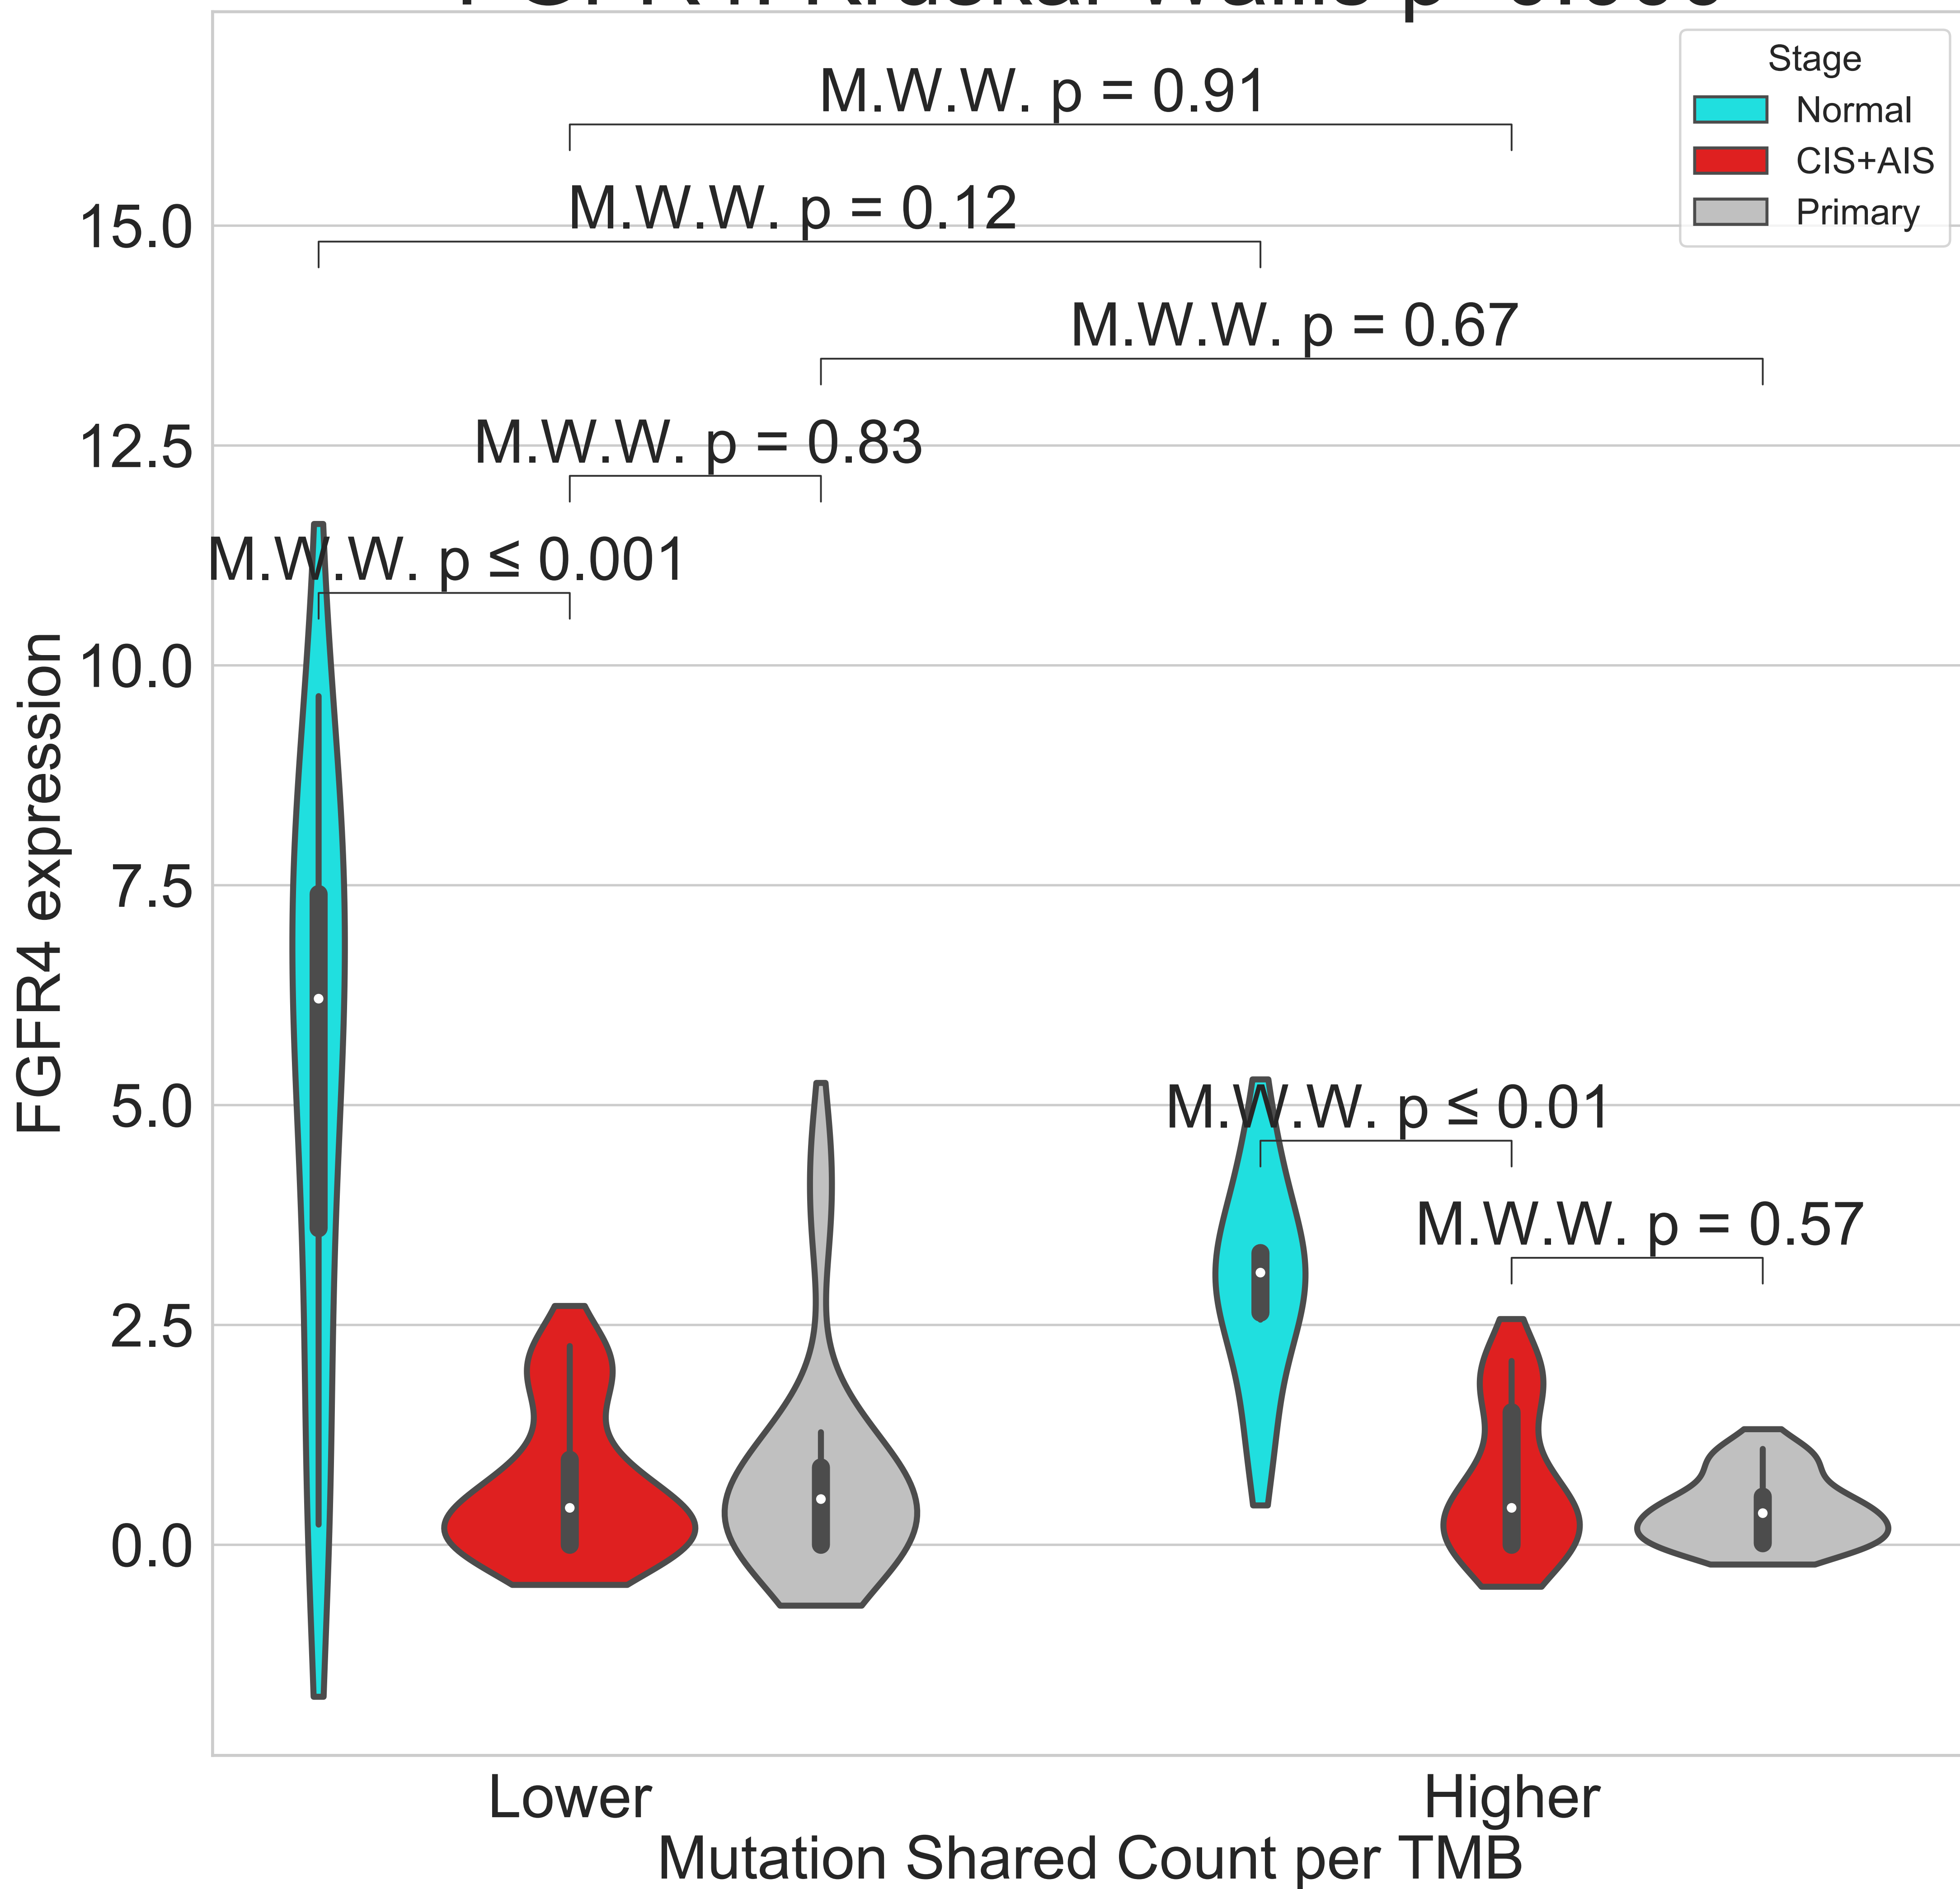 Stage
Normal
CIS+AIS
Primary
M.W.W. p = 0.91
M.W.W. p = 0.12
M.W.W. p = 0.67
M.W.W. p = 0.83
M.W.W. p ≤ 0.001
M.W.W. p ≤ 0.01
M.W.W. p = 0.57
FGFR4 expression
15.0
12.5
10.0
7.5
5.0
2.5
0.0
Lower
Higher
Mutation Shared Count per TMB